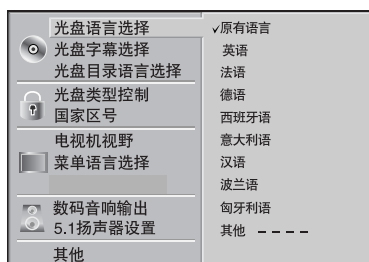 光盘语言选择
光盘字幕选择
光盘目录语言选择
光盘类型控制
国家区号
电视机视野
菜单语言选择
数码音响输出
5.1扬声器设置
其他
✓原有语言
英语
法语
德语
西班牙语
意大利语
汉语
波兰语
匈牙利语
其他 – – – –